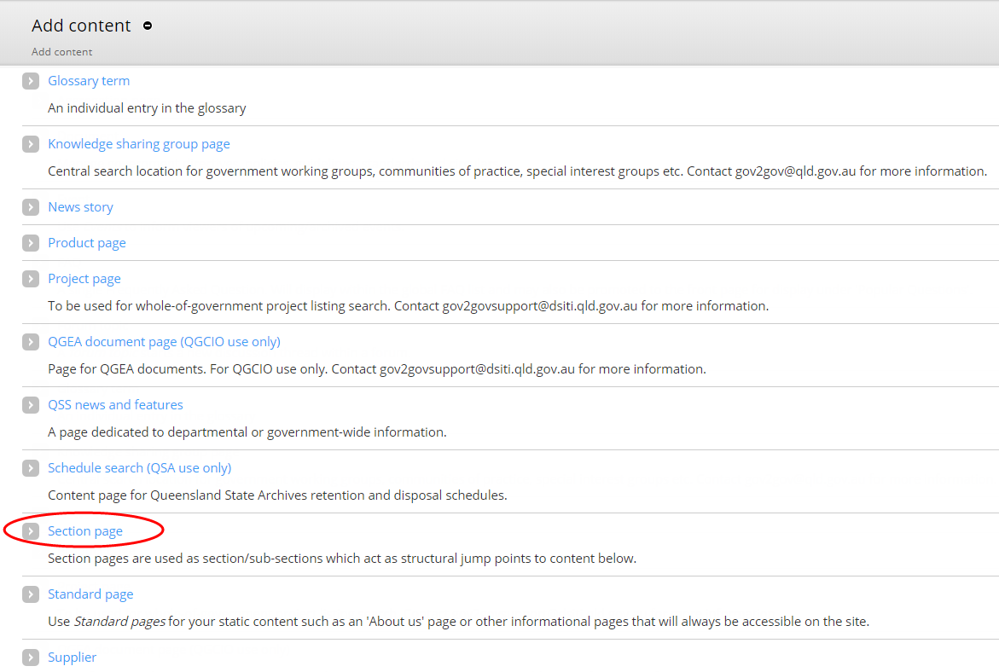 Add content
Add content
Glossary term
An individual entry in the glossary
Knowledge sharing group page
Central search location for government working groups, communities of practice, special interest groups etc. Contact gov2gov@qld.gov.au for more information.
News story
Product page
Project page
To be used for whole-of-government project listing search. Contact gov2govsupport@dsiti.qld.gov.au for more information.
QGEA document page (QGCIO use only)
Page for QGEA documents. For QGCIO use only. Contact gov2govsupport@dsiti.qld.gov.au for more information.
QSS news and features
A page dedicated to departmental or government-wide information.
Schedule search (QSA use only)
Content page for Queensland State Archives retention and disposal schedules.
Section page
Section pages are used as section/sub-sections which act as structural jump points to content below.
Standard page
Use Standard pages for your static content such as an 'About us' page or other informational pages that will always be accessible on the site.
Supplier